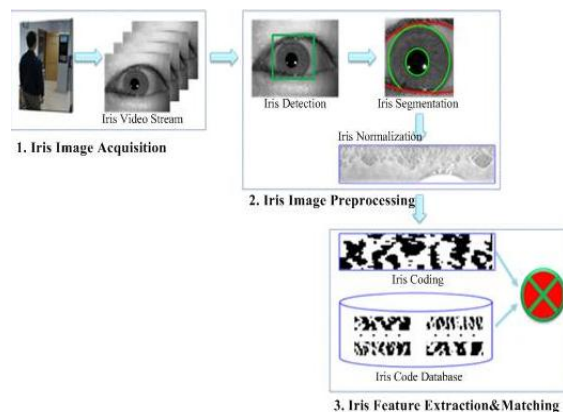 Iris Video Stream
1. Iris Image Acquisition
Iris Detection
Iris Segmentation
Iris Normalization
2. Iris Image Preprocessing
Iris Coding
Iris Code Database
3. Iris Feature Extraction&Matching